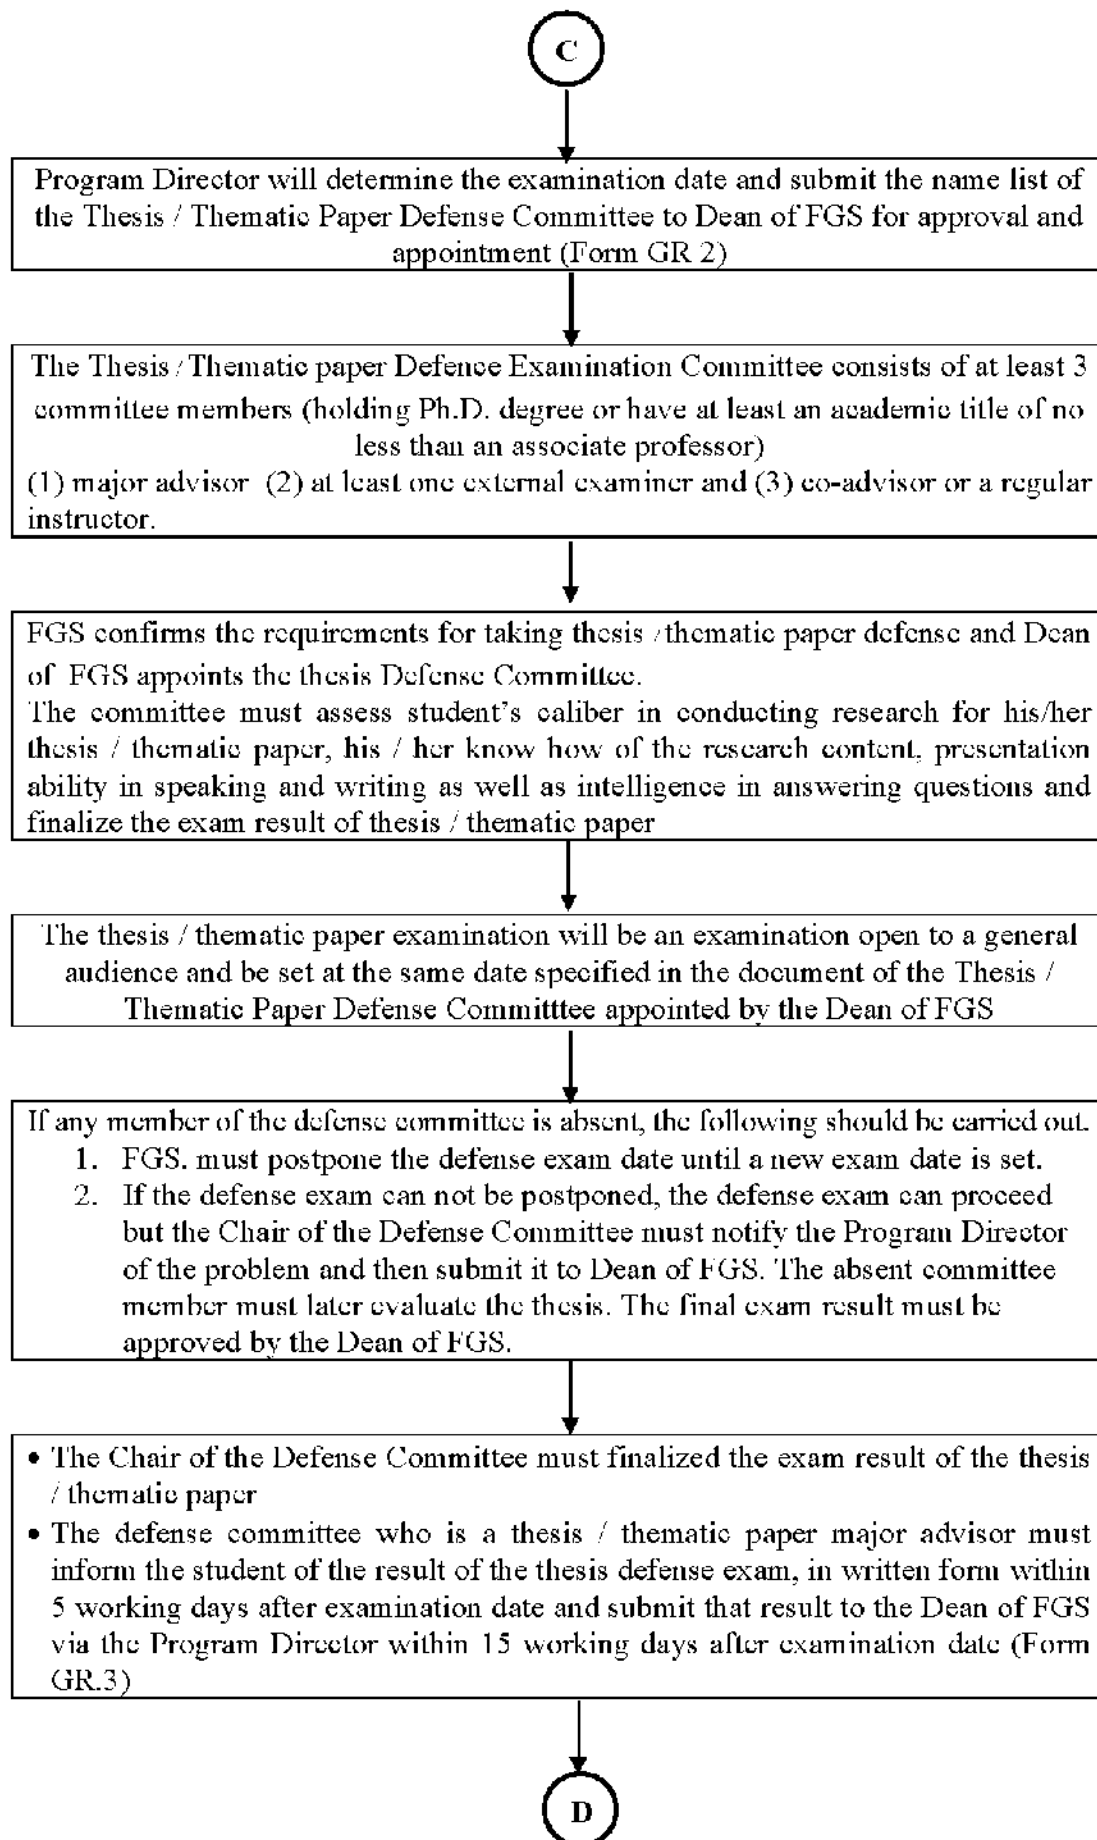 C
Program Director will determine the examination date and submit the name list of
the Thesis / Thematic Paper Defense Committee to Dean of FGS for approval and
appointment (Form GR 2)
The Thesis / Thematic paper Defence Examination Committee consists of at least 3
committee members (holding Ph.D. degree or have at least an academic title of no
less than an associate professor)
(1) major advisor (2) at least one external examiner and (3) co-advisor or a regular
instructor.
FGS confirms the requirements for taking thesis / thematic paper defense and Dean
of FGS appoints the thesis Defense Committee.
The committee must assess student's caliber in conducting research for his/her
thesis / thematic paper, his / her know how of the research content, presentation
ability in speaking and writing as well as intelligence in answering questions and
finalize the exam result of thesis / thematic paper
The thesis / thematic paper examination will be an examination open to a general
audience and be set at the same date specified in the document of the Thesis /
Thematic Paper Defense Committtee appointed by the Dean of FGS
If any member of the defense committee is absent, the following should be carried out.
1. FGS. must postpone the defense exam date until a new exam date is set.
2. If the defense exam can not be postponed, the defense exam can proceed
but the Chair of the Defense Committee must notify the Program Director
of the problem and then submit it to Dean of FGS. The absent committee
member must later evaluate the thesis. The final exam result must be
approved by the Dean of FGS.
• The Chair of the Defense Committee must finalized the exam result of the thesis
/ thematic paper
• The defense committee who is a thesis / thematic paper major advisor must
inform the student of the result of the thesis defense exam, in written form within
5 working days after examination date and submit that result to the Dean of FGS
via the Program Director within 15 working days after examination date (Form
GR.3)
D